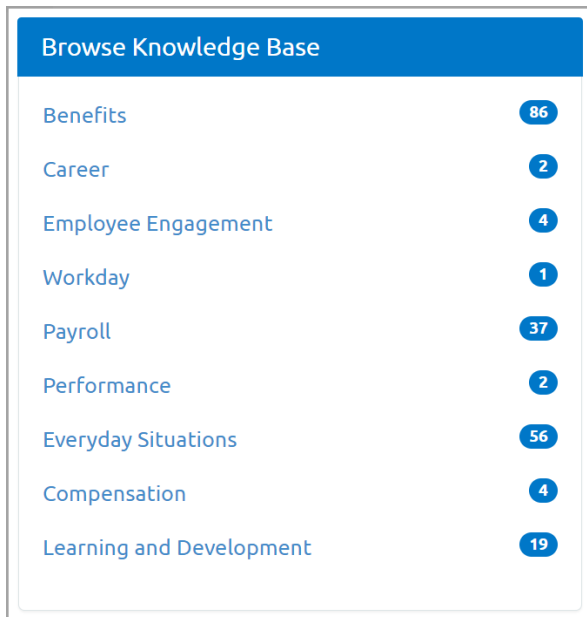 Browse Knowledge Base
Benefits 86
Career 2
Employee Engagement 4
Workday 1
Payroll 37
Performance 2
Everyday Situations 56
Compensation 4
Learning and Development 19